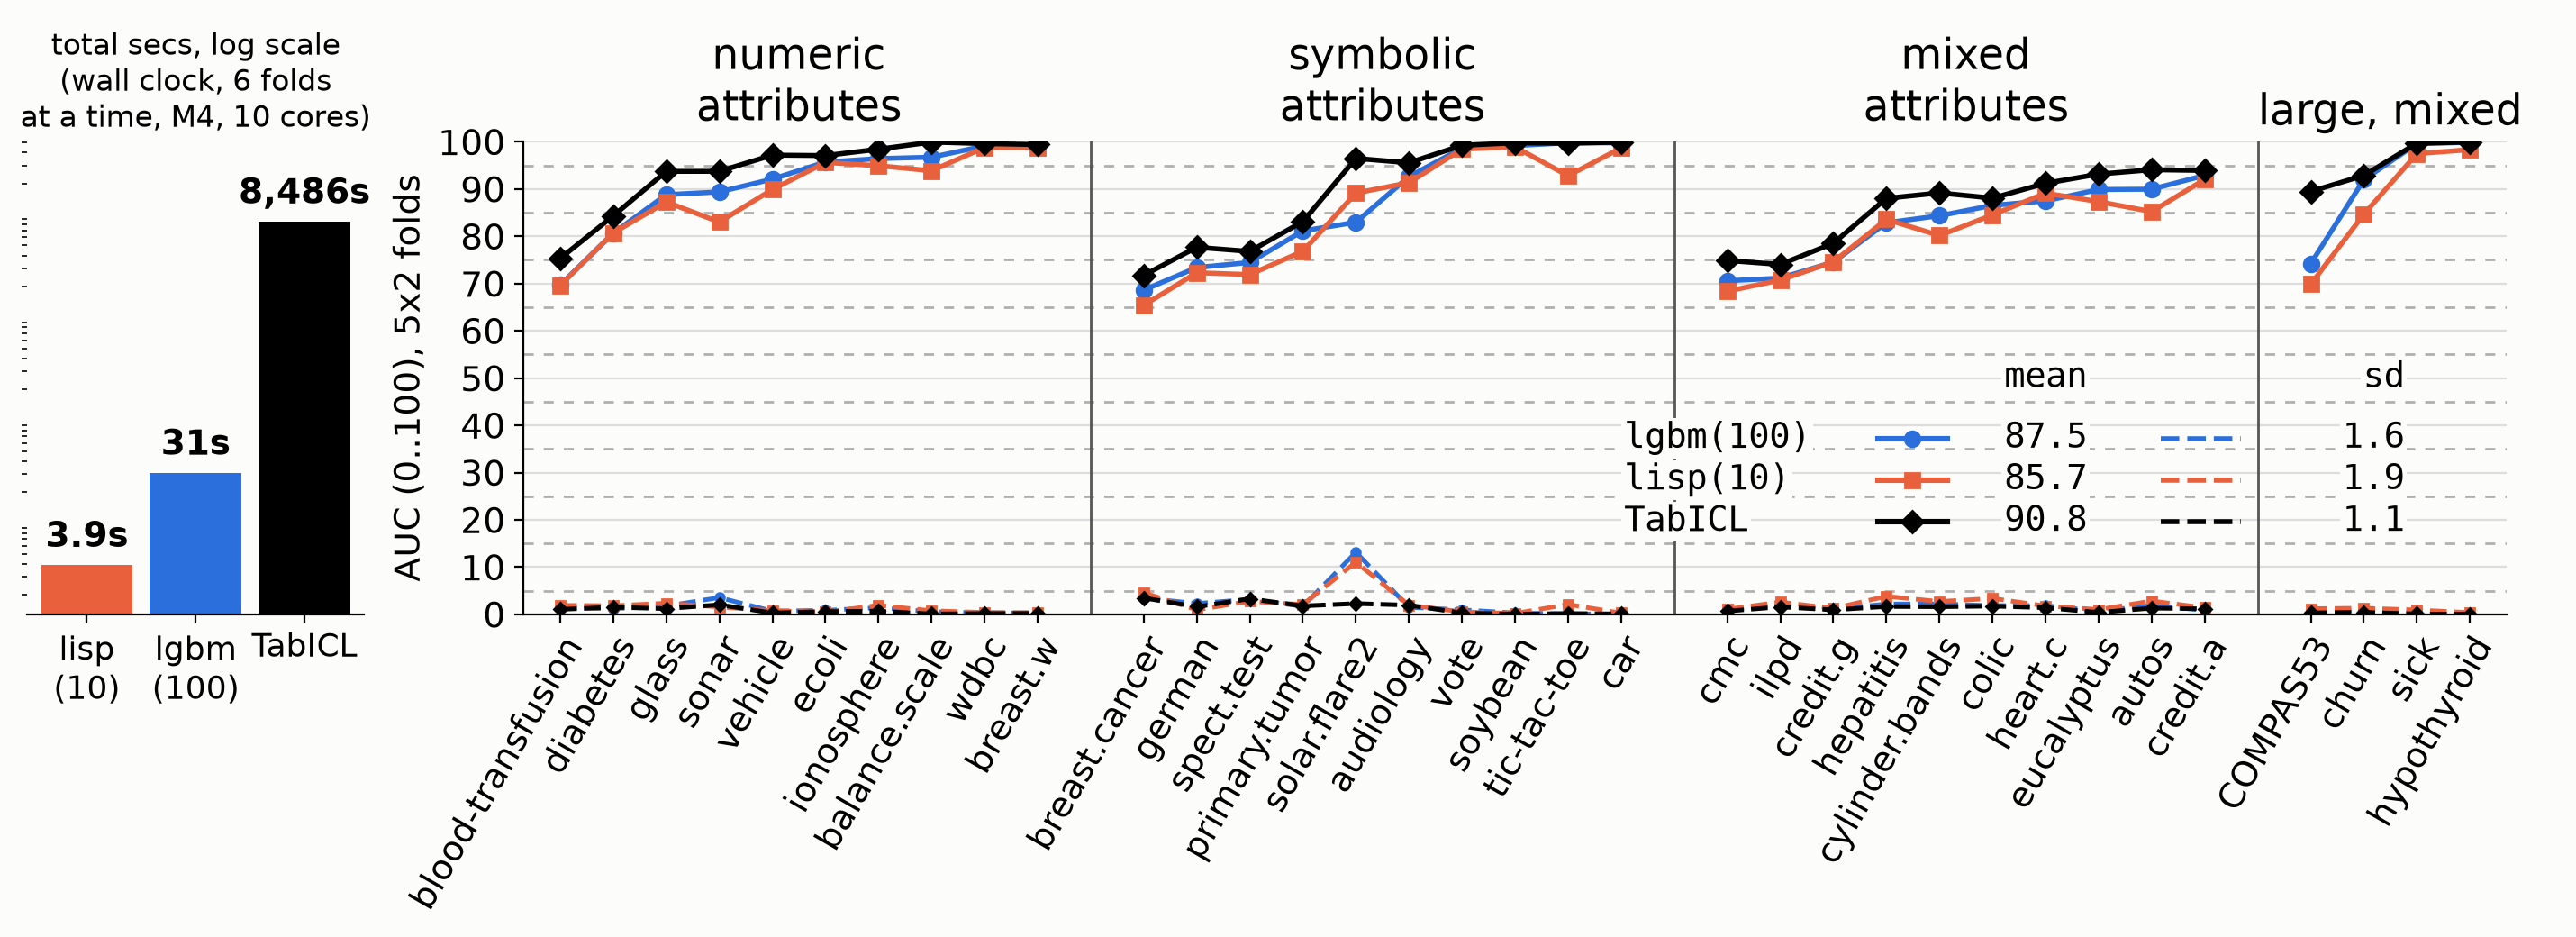 total secs, log scale
(wall clock, 6 folds
at a time, M4, 10 cores)
8,486s
31s
3.9s
lisp
(10)
lgbm
(100)
TabICL
numeric
attributes
symbolic
attributes
mixed
attributes
large, mixed
AUC (0..100), 5x2 folds
100
90
80
70
60
50
40
30
20
10
0
mean sd
lgbm(100) 87.5 1.6
lisp(10) 85.7 1.9
TabICL 90.8 1.1
blood-transfusion
diabetes
glass
sonar
vehicle
ecoli
ionosphere
balance.scale
wdbc
breast.w
breast.cancer
german
spect.test
primary.tumor
solar.flare2
audiology
vote
soybean
tic-tac-toe
car
cmc
ilpd
credit.g
hepatitis
cylinder.bands
colic
heart.c
eucalyptus
autos
credit.a
COMPAS53
churn
sick
hypothyroid